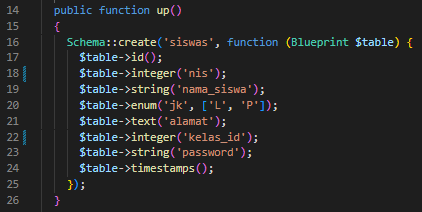 14 public function up()
15 {
16 Schema::create('siswas', function (Blueprint $table) {
17 $table->id();
18 $table->integer('nis');
19 $table->string('nama_siswa');
20 $table->enum('jk', ['L', 'P']);
21 $table->text('alamat');
22 $table->integer('kelas_id');
23 $table->string('password');
24 $table->timestamps();
25 });
26 }